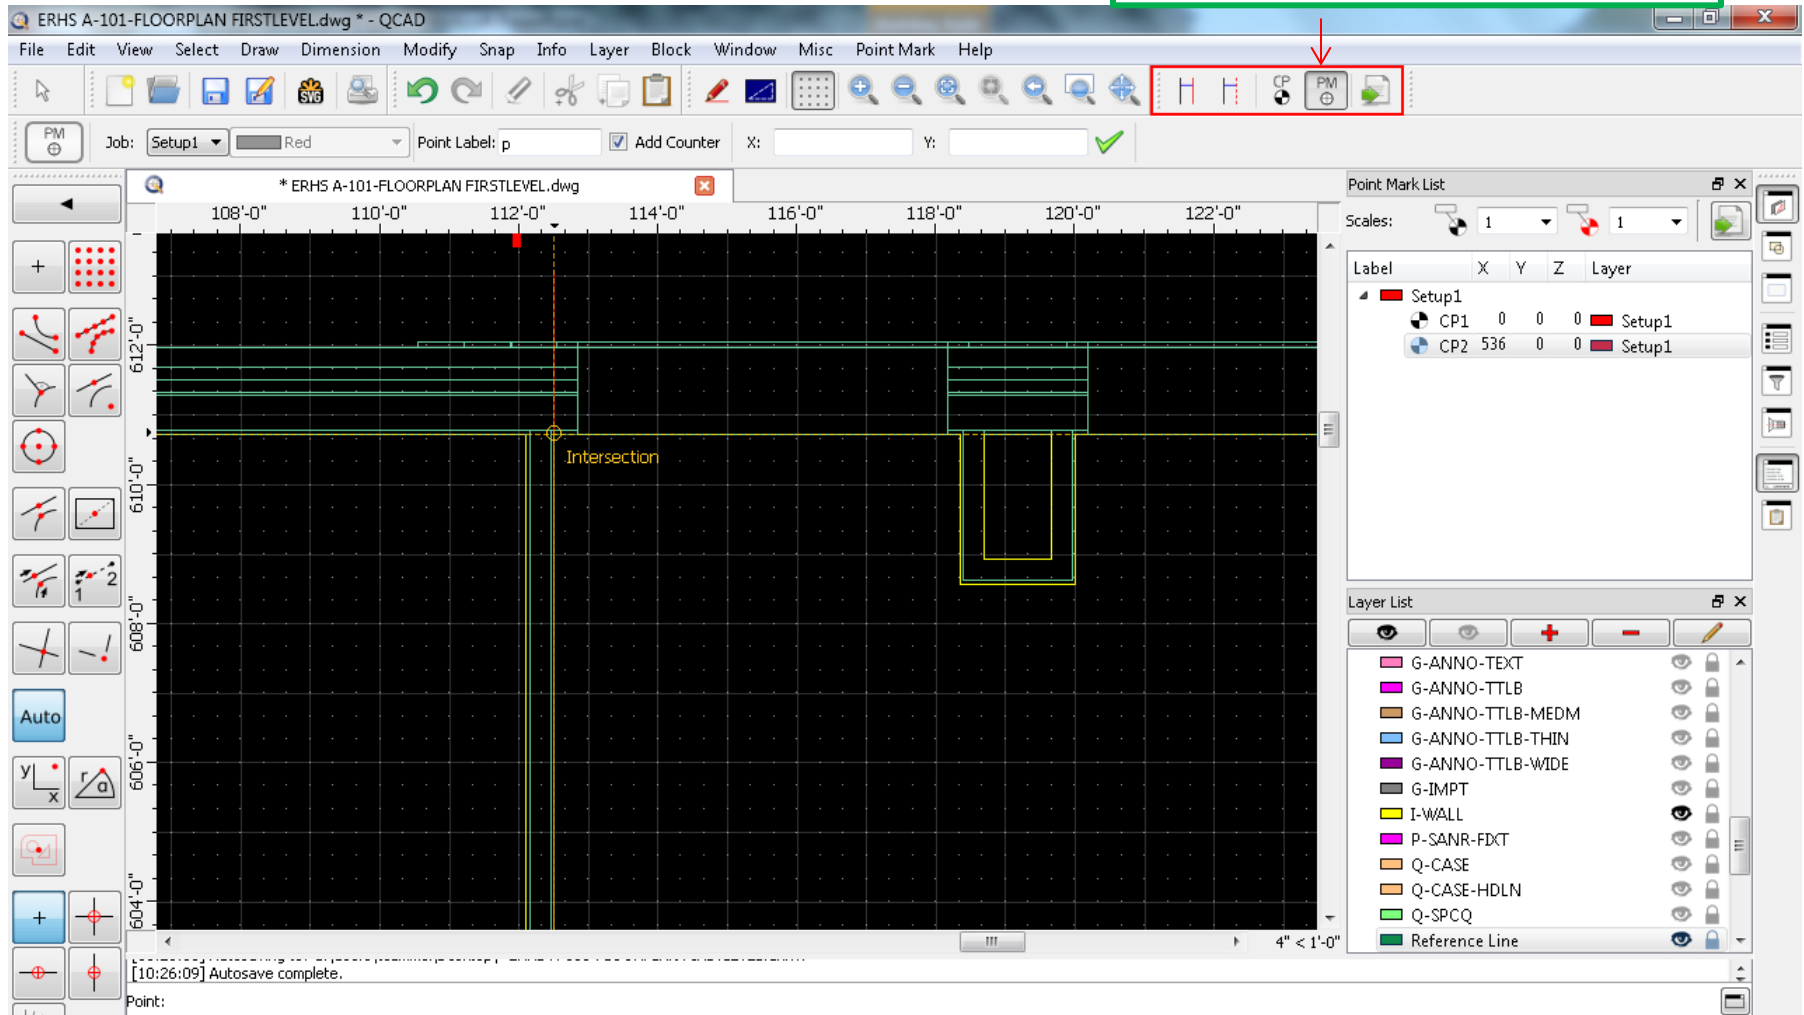 ERHS A-101-FLOORPLAN FIRSTLEVEL.dwg * - QCAD
File Edit View Select Draw Dimension Modify Snap Info Layer Block Window Misc Point Mark Help
SVG CP PM
PM Job: Setup1 Red Point Label: p Add Counter X: Y:
* ERHS A-101-FLOORPLAN FIRSTLEVEL.dwg
108'-0" 110'-0" 112'-0" 114'-0" 116'-0" 118'-0" 120'-0" 122'-0"
612'-0"
610'-0"
608'-0"
606'-0"
604'-0"
Intersection
1 2
Auto
y x r a
Point Mark List
Scales: 1 1
Label X Y Z Layer
Setup1
CP1 0 0 0 Setup1
CP2 536 0 0 Setup1
Layer List
G-ANNO-TEXT
G-ANNO-TTLB
G-ANNO-TTLB-MEDM
G-ANNO-TTLB-THIN
G-ANNO-TTLB-WIDE
G-IMPT
I-WALL
P-SANR-FIXT
Q-CASE
Q-CASE-HDLN
Q-SPCQ
Reference Line
4" < 1'-0"
[10:26:09] Autosave complete.
Point: